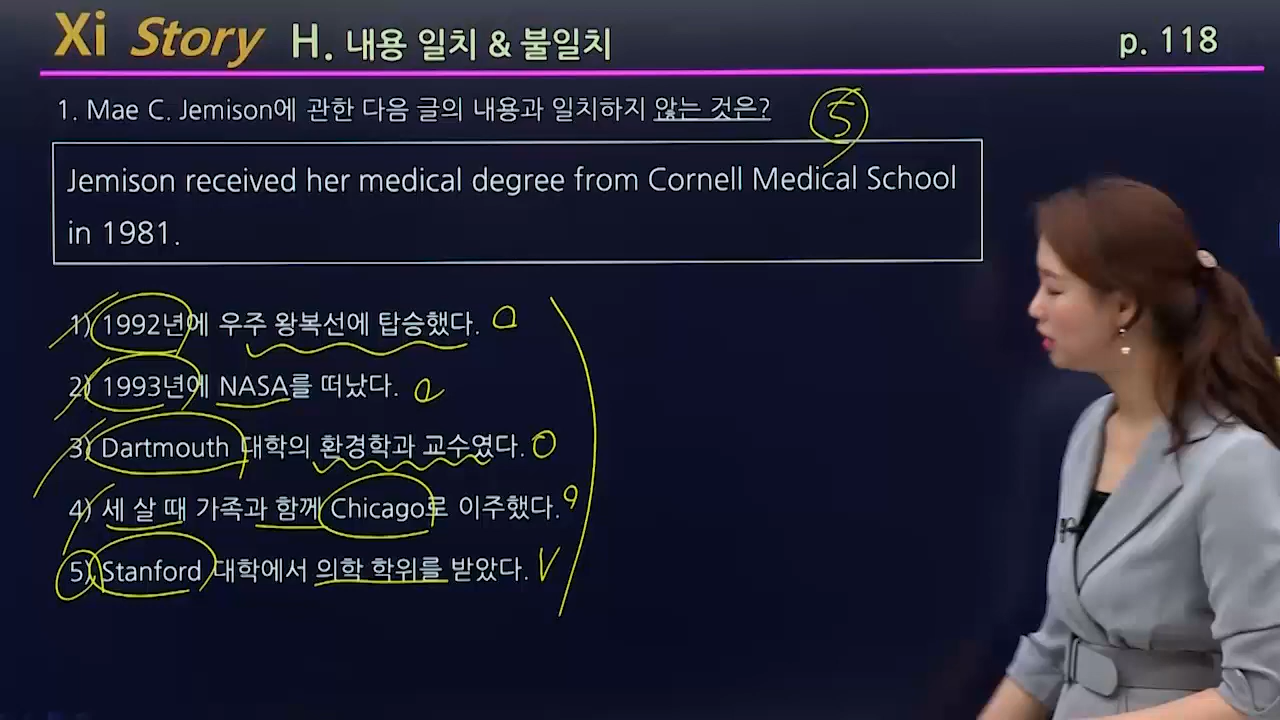 Xi Story H. 내용 일치 & 불일치 p. 118
1. Mae C. Jemison에 관한 다음 글의 내용과 일치하지 않는 것은? 5
Jemison received her medical degree from Cornell Medical School
in 1981.
1) 1992년에 우주 왕복선에 탑승했다.
2) 1993년에 NASA를 떠났다.
3) Dartmouth 대학의 환경학과 교수였다.
4) 세 살 때 가족과 함께 Chicago로 이주했다.
5) Stanford 대학에서 의학 학위를 받았다.